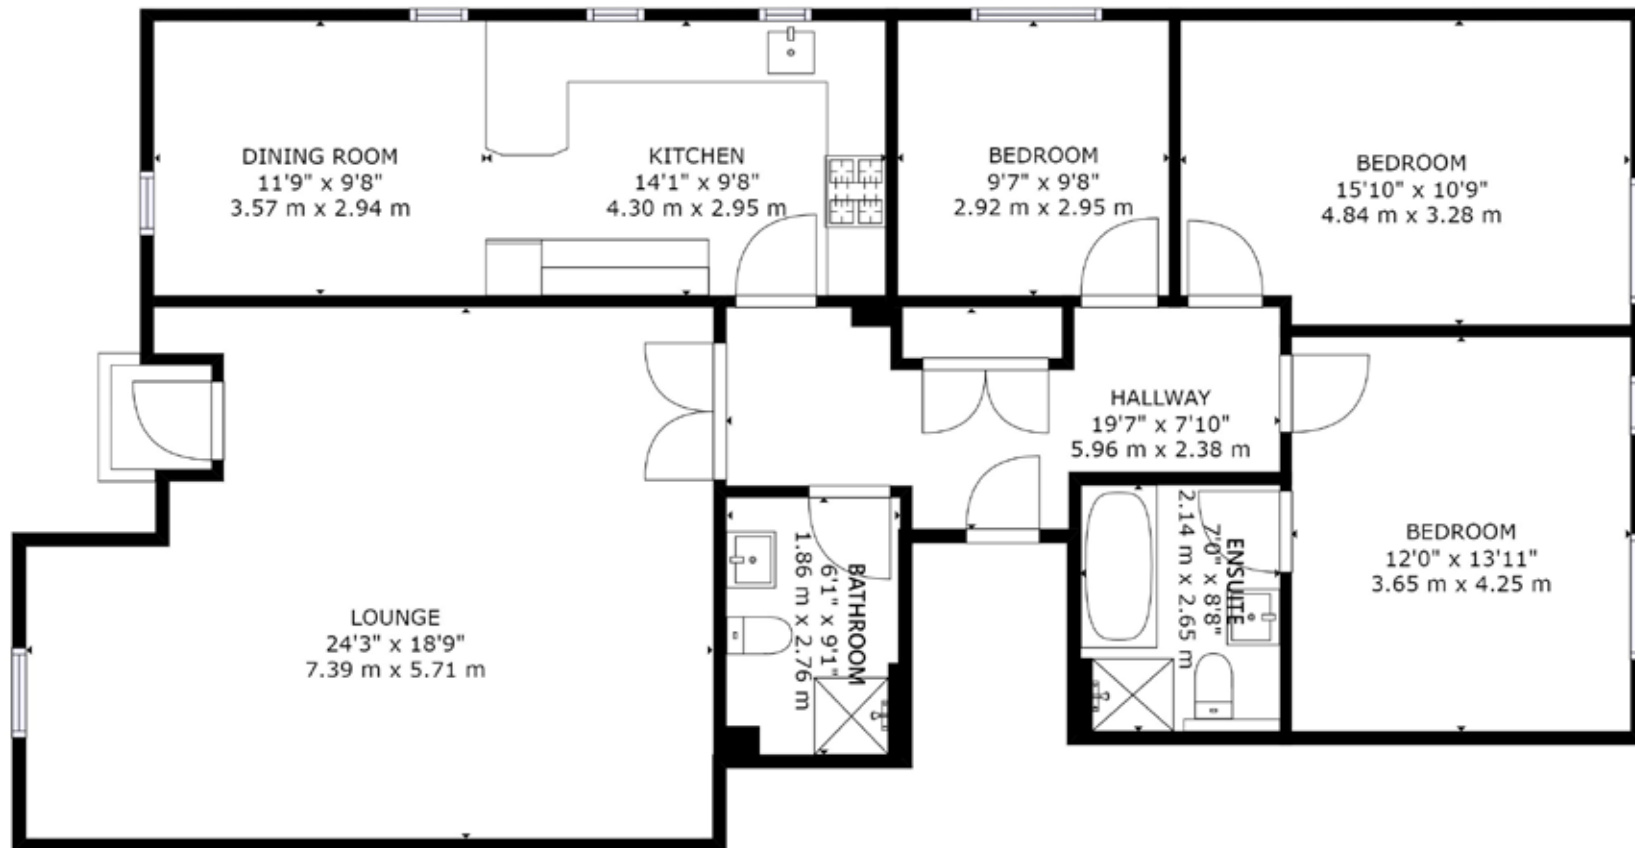 DINING ROOM
11'9" x 9'8"
3.57 m x 2.94 m
KITCHEN
14'1" x 9'8"
4.30 m x 2.95 m
BEDROOM
9'7" x 9'8"
2.92 m x 2.95 m
BEDROOM
15'10" x 10'9"
4.84 m x 3.28 m
HALLWAY
19'7" x 7'10"
5.96 m x 2.38 m
LOUNGE
24'3" x 18'9"
7.39 m x 5.71 m
BATHROOM
6'1" x 9'1"
1.86 m x 2.76 m
ENSUITE
7'0" x 8'8"
2.14 m x 2.65 m
BEDROOM
12'0" x 13'11"
3.65 m x 4.25 m